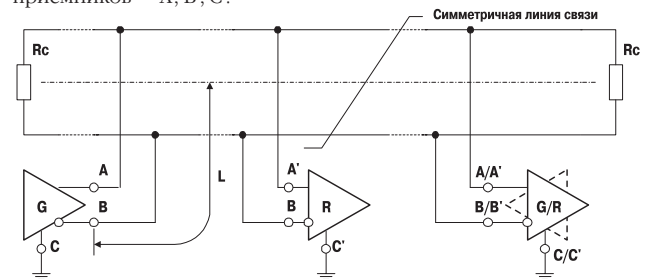 приемников – A', B', C'.
Симметричная линия связи
Rc
Rc
A
A'
A/A'
L
G
B
B
R
B/B'
G/R
C
C'
C/C'